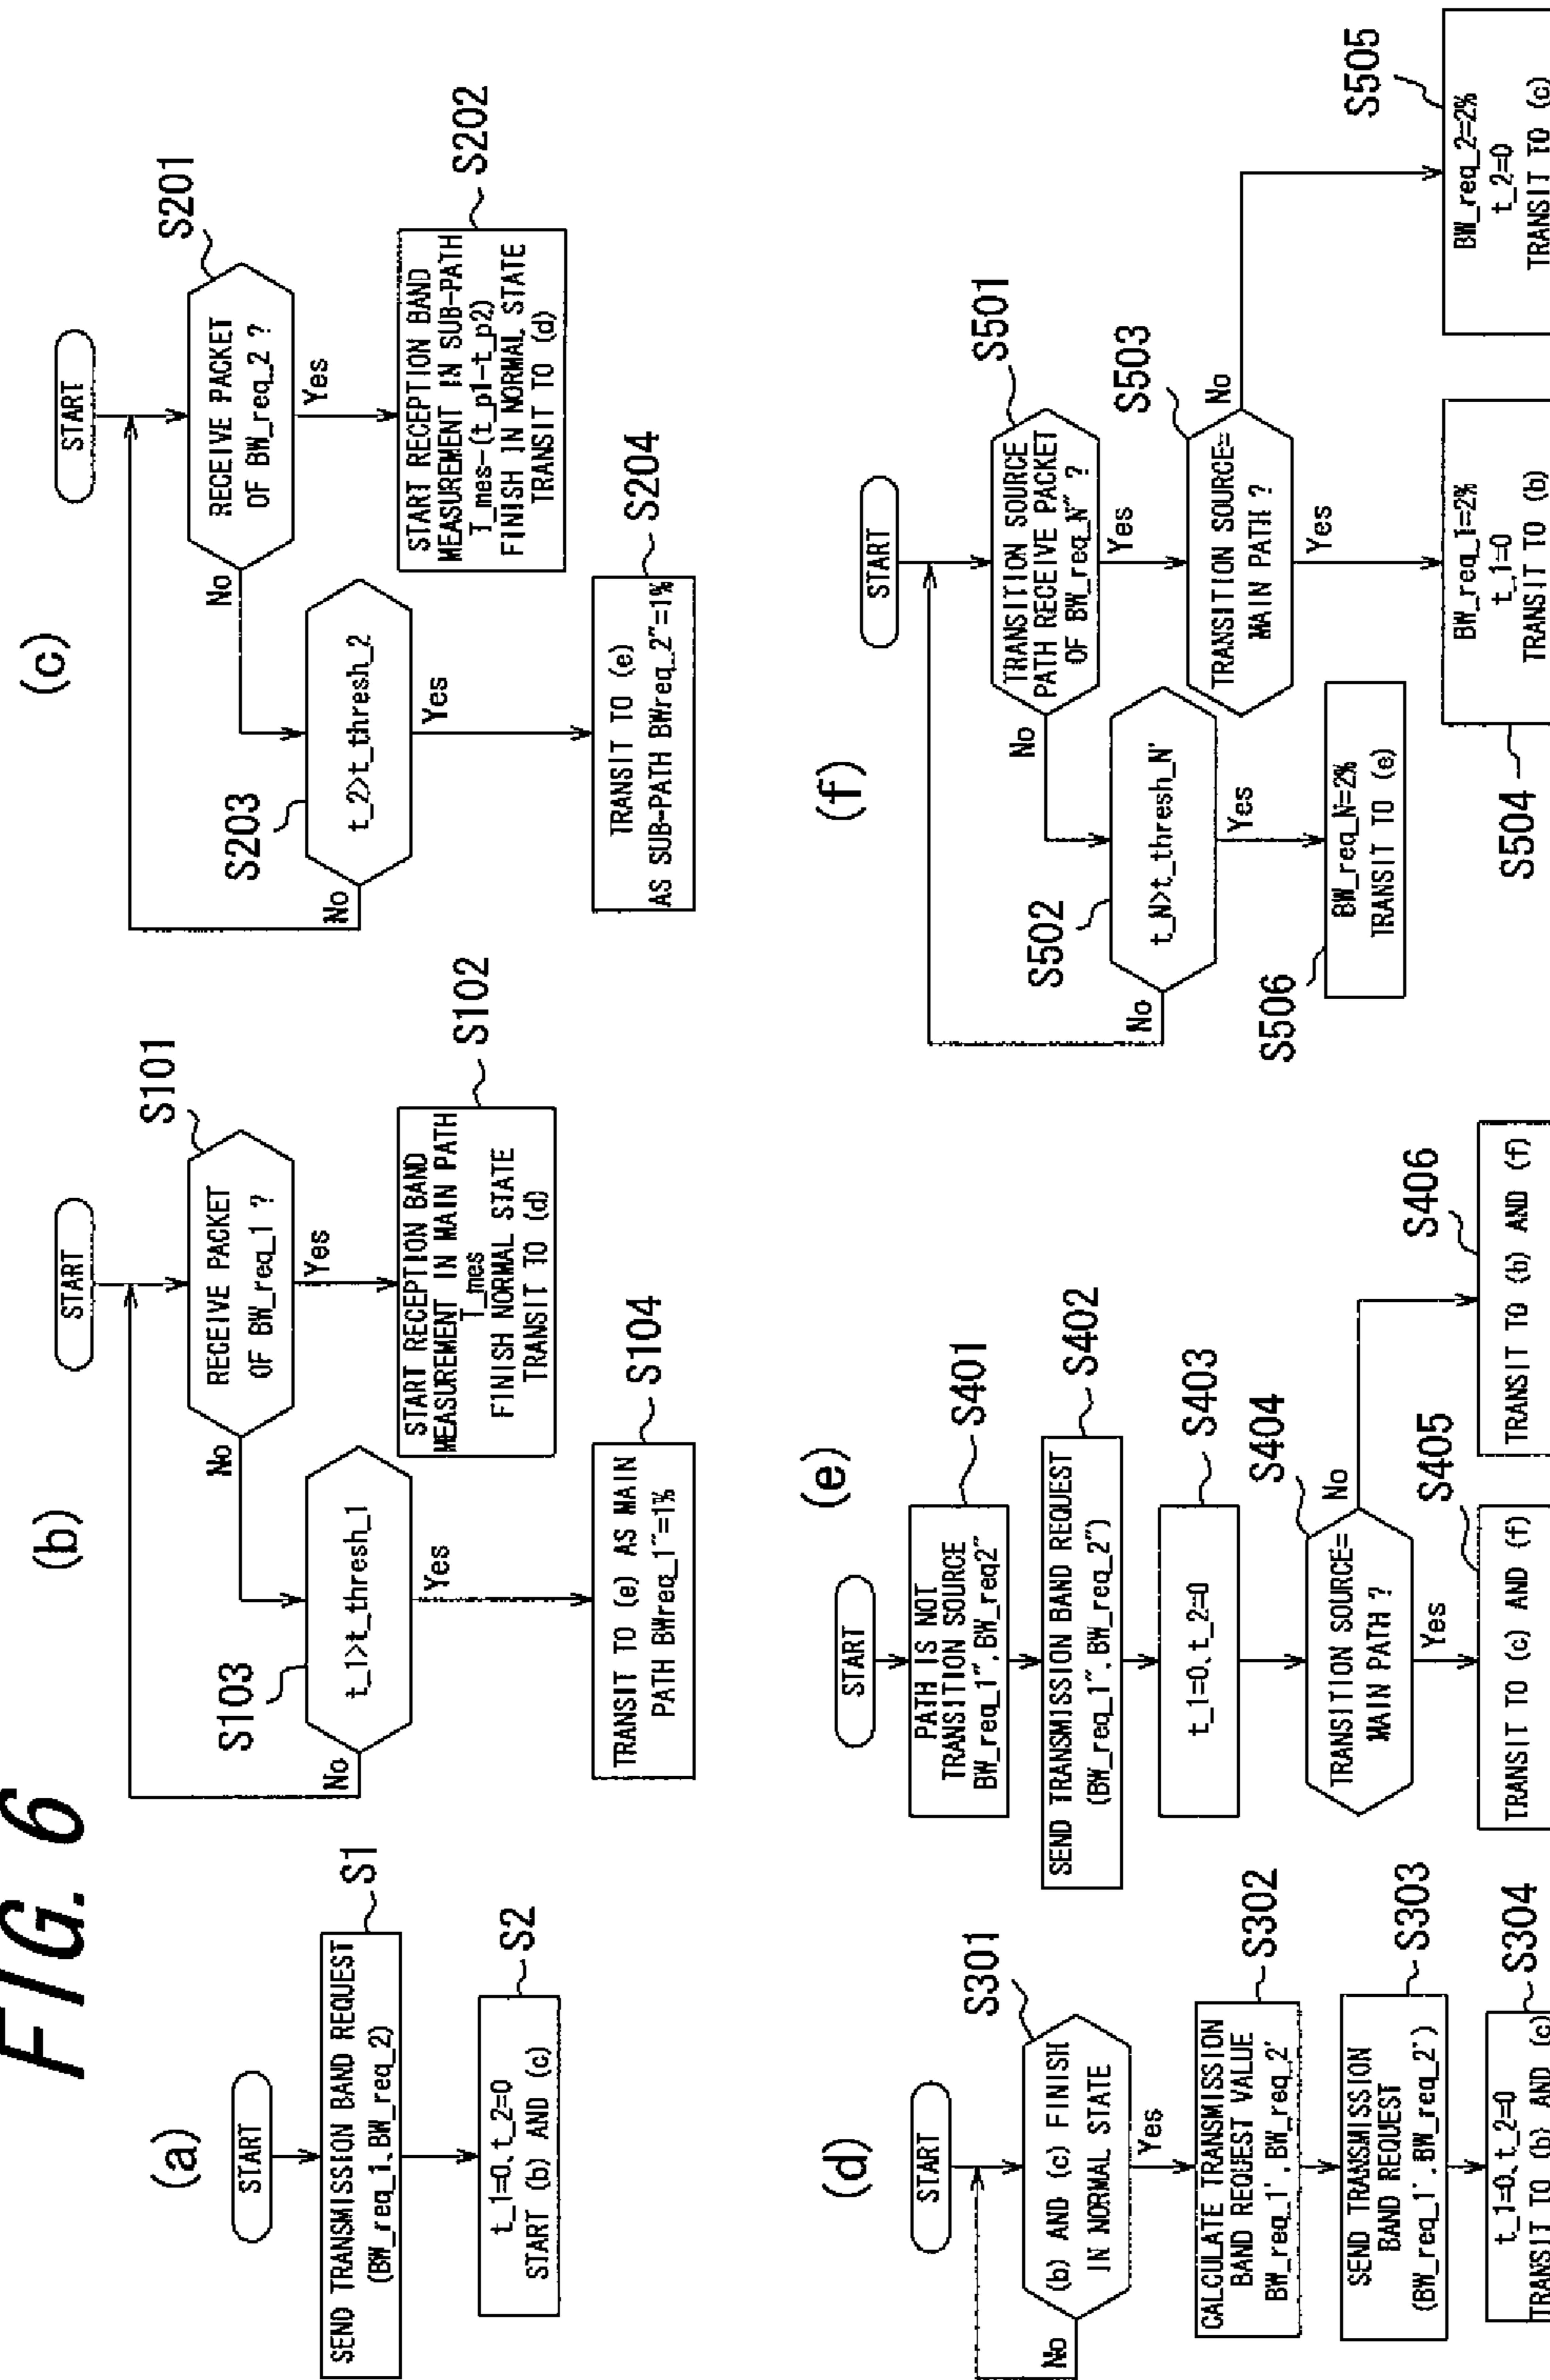 FIG. 6
(a)
START
SEND TRANSMISSION BAND REQUEST
(BW_req_1、BW_req_2)
S1
t_1=0、t_2=0
START (b) AND (c)
S2
(b)
START
RECEIVE PACKET
OF BW_req_1 ?
S101
Yes
No
START RECEPTION BAND
MEASUREMENT IN MAIN PATH
T_mes
FINISH NORMAL STATE
TRANSIT TO (d)
S102
S103
t_1>t_thresh_1
No
Yes
TRANSIT TO (e) AS MAIN
PATH BWreq_1"=1%
S104
(c)
START
RECEIVE PACKET
OF BW_req_2 ?
S201
Yes
No
START RECEPTION BAND
MEASUREMENT IN SUB-PATH
T_mes-(t_p1-t_p2)
FINISH IN NORMAL STATE
TRANSIT TO (d)
S202
S203
t_2>t_thresh_2
No
Yes
TRANSIT TO (e)
AS SUB-PATH BWreq_2"=1%
S204
(d)
START
(b) AND (c) FINISH
IN NORMAL STATE
S301
No
Yes
CALCULATE TRANSMISSION
BAND REQUEST VALUE
BW_req_1', BW_req_2'
S302
SEND TRANSMISSION
BAND REQUEST
(BW_req_1', BW_req_2')
S303
t_1=0、t_2=0
TRANSIT TO (b) AND (c)
S304
(e)
START
PATH IS NOT
TRANSITION SOURCE
BW_req_1", BW_req2"
S401
SEND TRANSMISSION BAND REQUEST
(BW_req_1", BW_req_2")
S402
t_1=0、t_2=0
S403
TRANSITION SOURCE=
MAIN PATH ?
S404
No
Yes
TRANSIT TO (c) AND (f)
S405
TRANSIT TO (b) AND (f)
S406
(f)
START
TRANSITION SOURCE
PATH RECEIVE PACKET
OF BW_req_N" ?
S501
No
Yes
S502
t_N>t_thresh_N'
No
Yes
TRANSITION SOURCE=
MAIN PATH ?
S503
No
Yes
S506
BW_req_N=2%
TRANSIT TO (e)
BW_req_1=2%
t_1=0
TRANSIT TO (b)
S504
BW_req_2=2%
t_2=0
TRANSIT TO (c)
S505